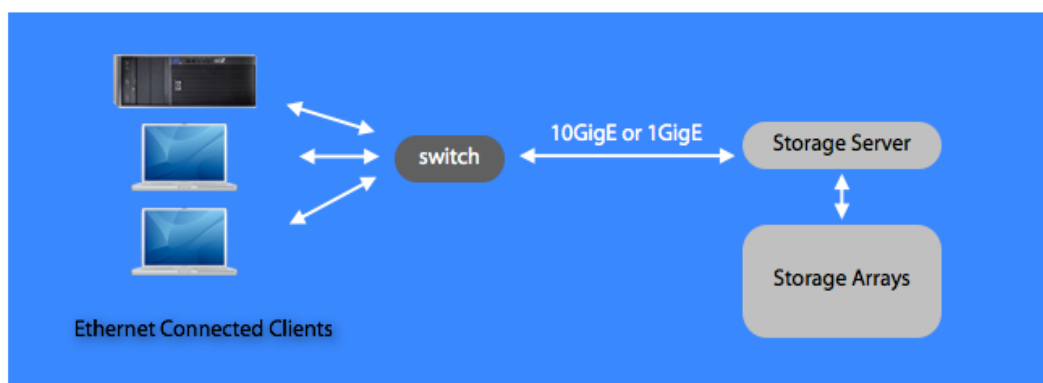 10GigE or 1GigE
switch
Storage Server
Storage Arrays
Ethernet Connected Clients